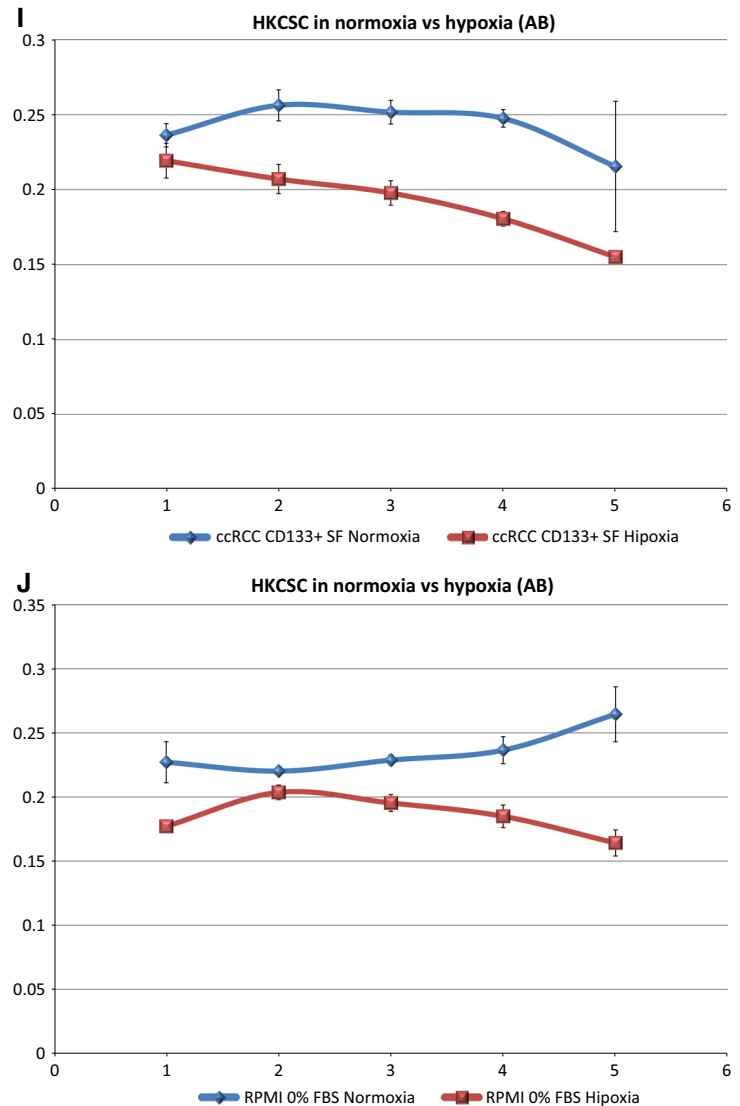 I
HKCSC in normoxia vs hypoxia (AB)
0.3
0.25
0.2
0.15
0.1
0.05
0
0 1 2 3 4 5 6
ccRCC CD133+ SF Normoxia ccRCC CD133+ SF Hipoxia
J
HKCSC in normoxia vs hypoxia (AB)
0.35
0.3
0.25
0.2
0.15
0.1
0.05
0
0 1 2 3 4 5 6
RPMI 0% FBS Normoxia RPMI 0% FBS Hipoxia